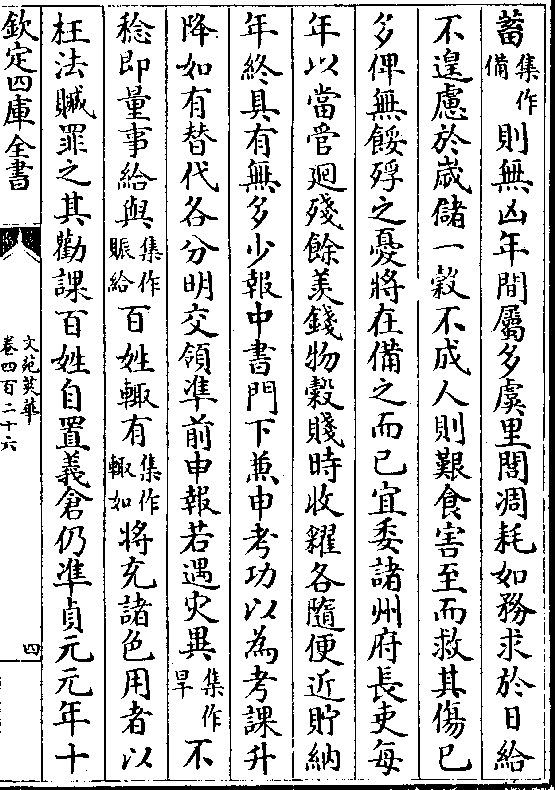 蓄集作備則無凶年間屬多虞里閭凋耗如務求於日給
不遑慮於嵗儲一穀不成人則艱食害至而救其傷已
多俾無餒殍之憂將在備之而已宜委諸州府長吏每
年以當管廻殘餘羡錢物穀賤時收糴各隨便近貯納
年終具有無多少報中書門下兼申考功以為考課升
降如有替代各分明交領準前申報若遇災異集作旱不
稔即量事給與集作賑給百姓輙有集作輙如將充諸色用者以
枉法贓罪之其勸課百姓自置義倉仍準貞元元年十
欽定四庫全書
文苑英華
卷四百二十六
四